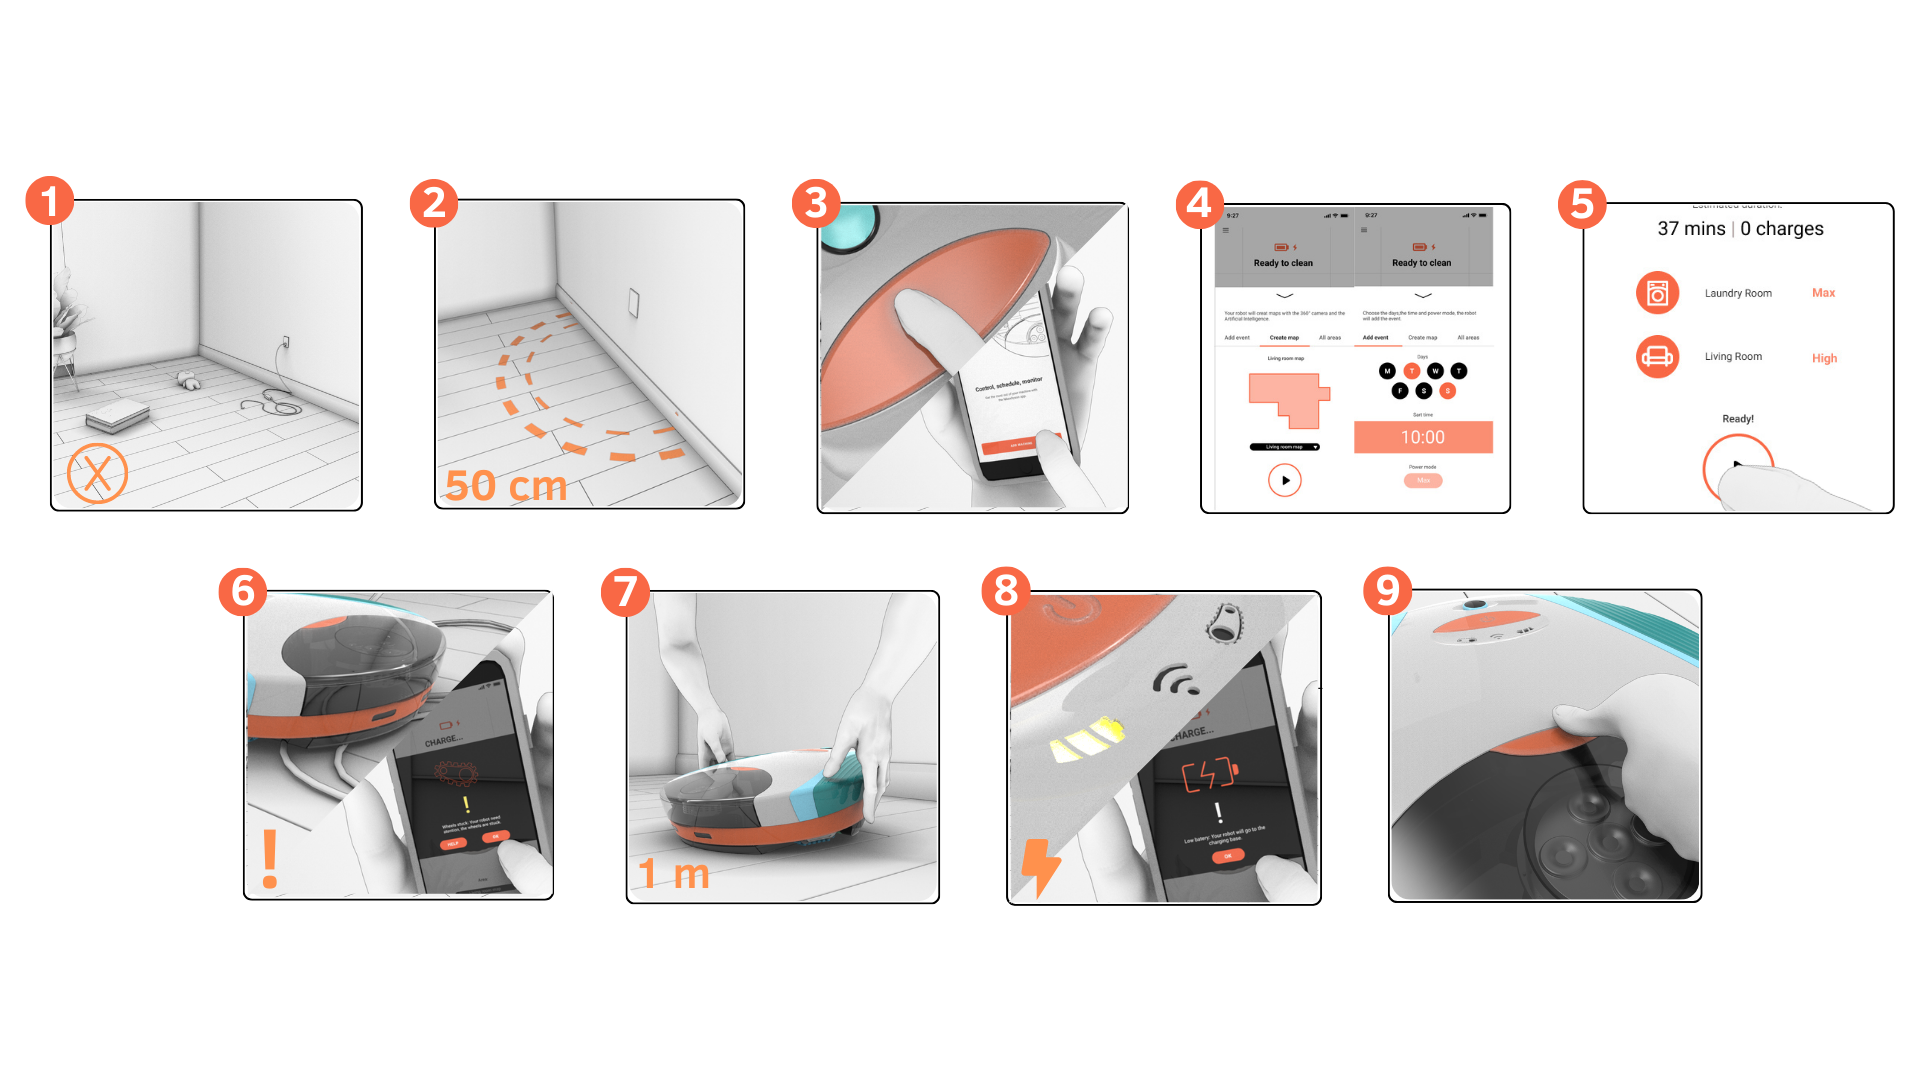 1
2
50 cm
3
Control, schedule, monitor
4
9:27
Ready to clean
Your robot will creat maps with the 360° camera and the
Artificial Intelligence.
Add event
Create map
All areas
Living room map
Living room map
9:27
Ready to clean
Choose the days,the time and power mode, the robot
will add the event.
Add event
Create map
All areas
Days
M T W T
F S S
Start time
10:00
Power mode
Max
5
Estimated duration:
37 mins | 0 charges
Laundry Room
Max
Living Room
High
Ready!
6
CHARGE...
!
Wheels stuck: Your robot need
atention, the wheels are stuck.
HELP
OK
!
7
1 m
8
CHARGE...
!
Low batery: Your robot will go to the
charging base.
OK
9